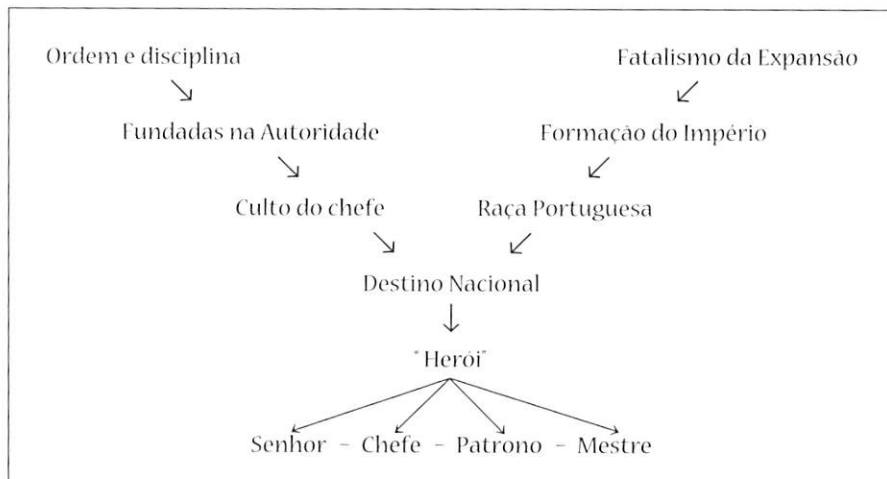 Ordem e disciplina Fatalismo da Expansão
Fundadas na Autoridade Formação do Império
Culto do chefe Raça Portuguesa
Destino Nacional
"Herói"
Senhor – Chefe – Patrono – Mestre